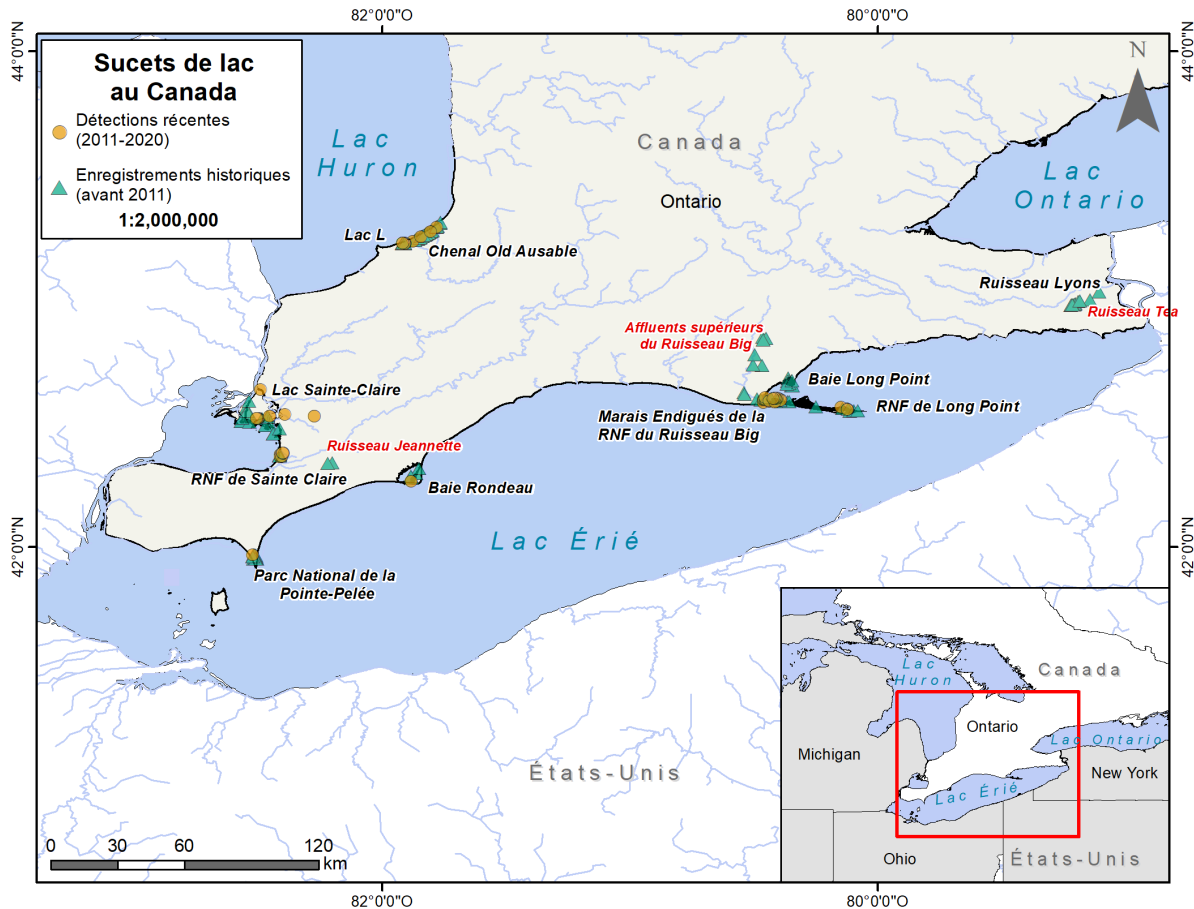 82°0'0"O
80°0'0"O
44°0'0"N
44°0'0"N
Sucets de lac
au Canada
Détections récentes
(2011-2020)
Enregistrements historiques
(avant 2011)
1:2,000,000
N
Lac
Huron
Canada
Ontario
Lac
Ontario
Lac L
Chenal Old Ausable
Ruisseau Lyons
Ruisseau Tea
Affluents supérieurs
du Ruisseau Big
Lac Sainte-Claire
Baie Long Point
RNF de Long Point
Marais Endigués de la
RNF du Ruisseau Big
Ruisseau Jeannette
RNF de Sainte Claire
Baie Rondeau
Lac Érié
42°0'0"N
42°0'0"N
Parc National de la
Pointe-Pelée
États-Unis
Lac
Huron
Canada
Ontario
Lac Ontario
Michigan
New York
Lac Érié
Ohio
États-Unis
0 30 60 120
km
82°0'0"O
80°0'0"O